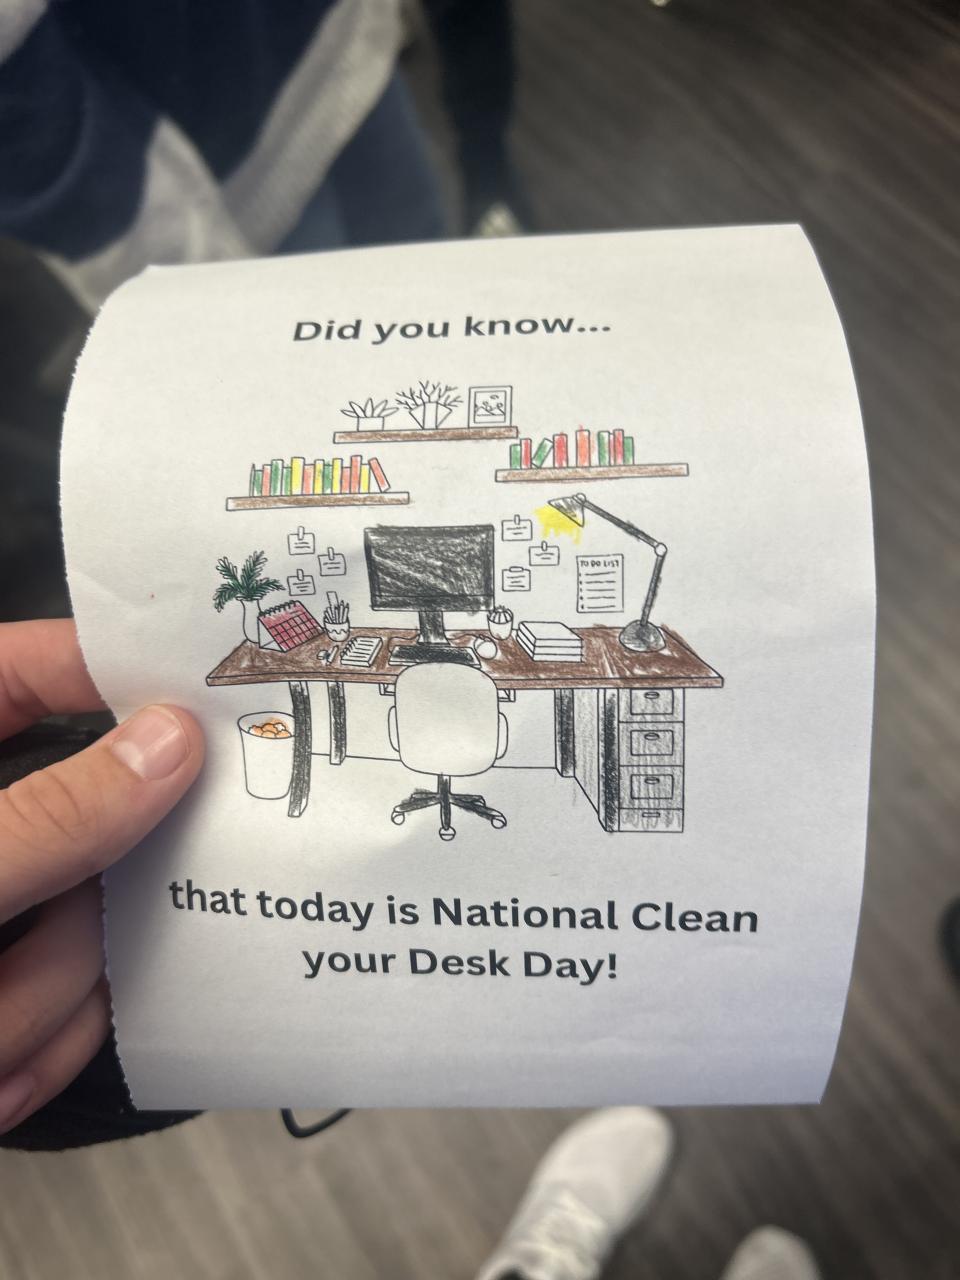 Did you know...
TO DO LIST
that today is National Clean
your Desk Day!